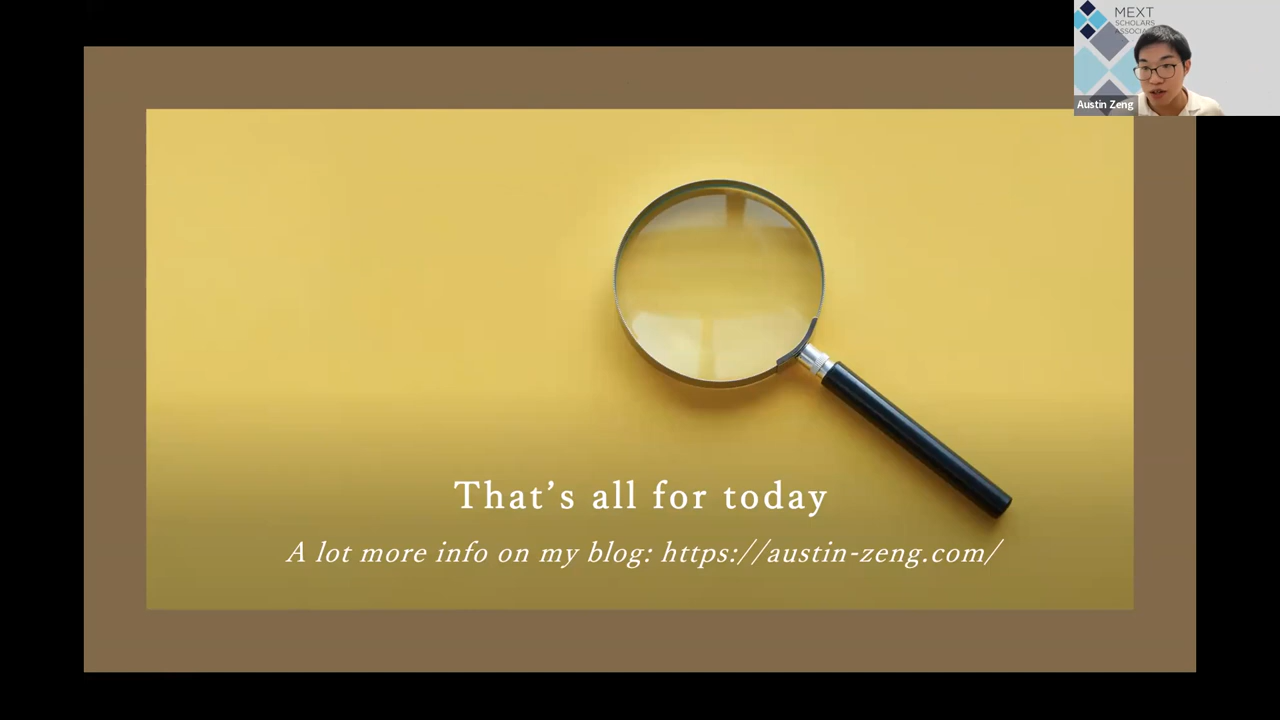 MEXT
SCHOLARS
Austin Zeng
That's all for today
A lot more info on my blog: https://austin-zeng.com/